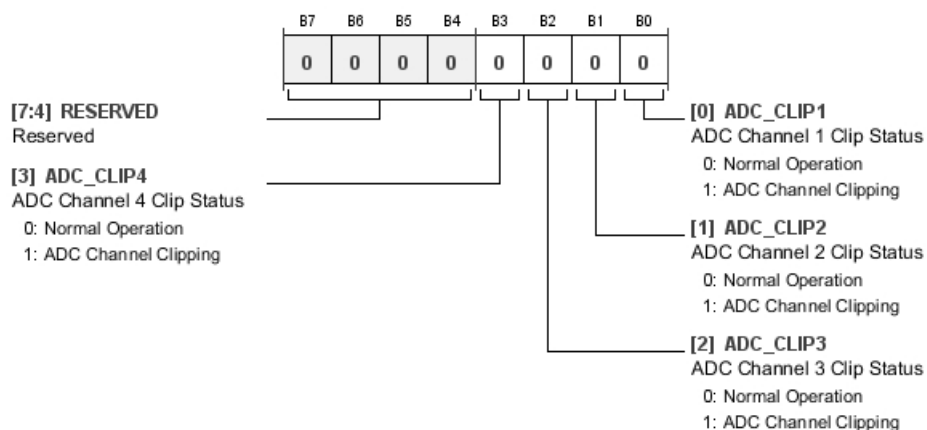 B7 B6 B5 B4 B3 B2 B1 B0
0 0 0 0 0 0 0 0
[7:4] RESERVED
Reserved
[3] ADC_CLIP4
ADC Channel 4 Clip Status
0: Normal Operation
1: ADC Channel Clipping
[0] ADC_CLIP1
ADC Channel 1 Clip Status
0: Normal Operation
1: ADC Channel Clipping
[1] ADC_CLIP2
ADC Channel 2 Clip Status
0: Normal Operation
1: ADC Channel Clipping
[2] ADC_CLIP3
ADC Channel 3 Clip Status
0: Normal Operation
1: ADC Channel Clipping